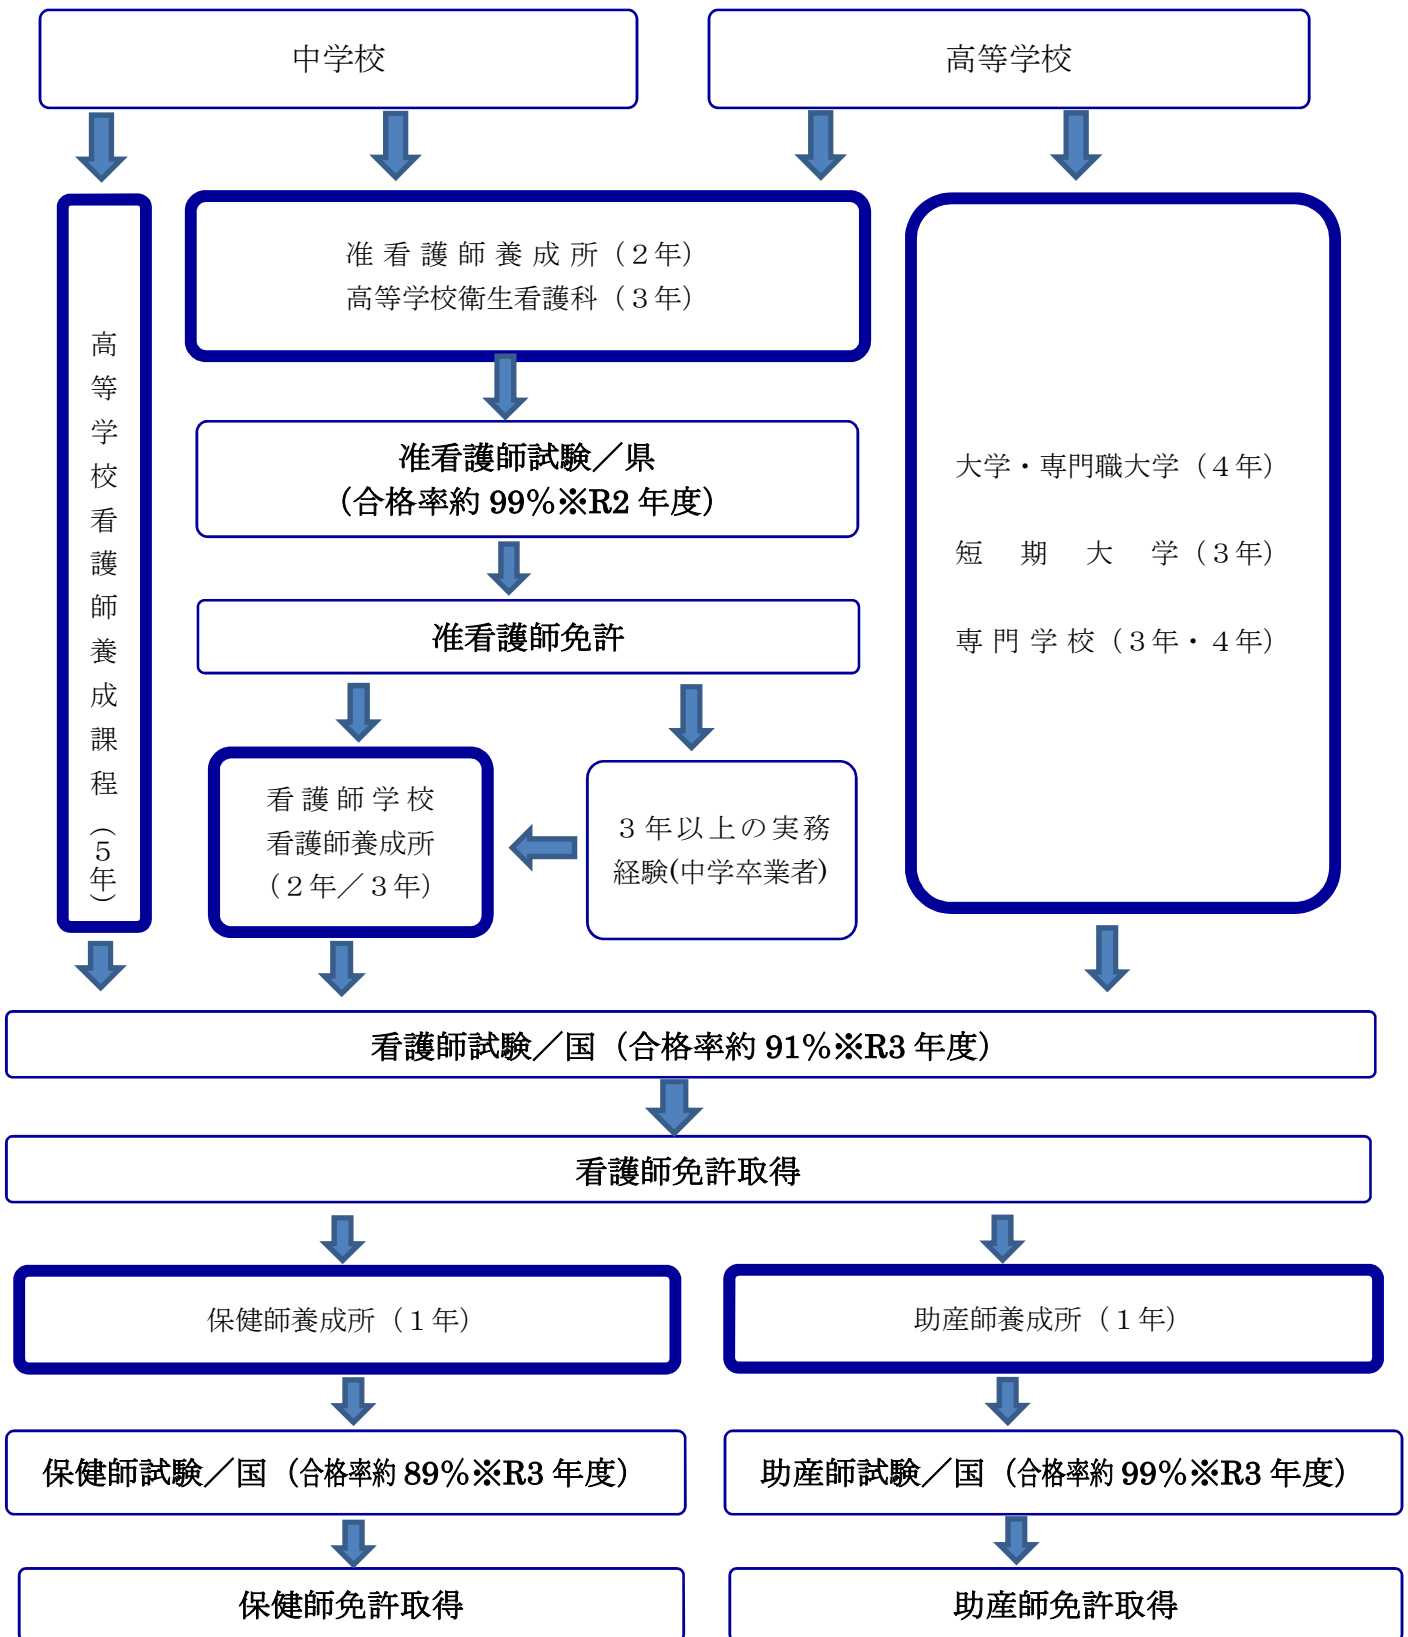 中学校
高等学校
高等学校看護師養成課程（５年）
准看護師養成所（２年）
高等学校衛生看護科（３年）
准看護師試験／県
（合格率約 99％※R2 年度）
准看護師免許
看護師学校
看護師養成所
（２年／３年）
３年以上の実務
経験(中学卒業者)
大学・専門職大学（４年）
短期大学（３年）
専門学校（３年・４年）
看護師試験／国（合格率約 91％※R3 年度）
看護師免許取得
保健師養成所（１年）
助産師養成所（１年）
保健師試験／国（合格率約 89％※R3 年度）
助産師試験／国（合格率約 99％※R3 年度）
保健師免許取得
助産師免許取得